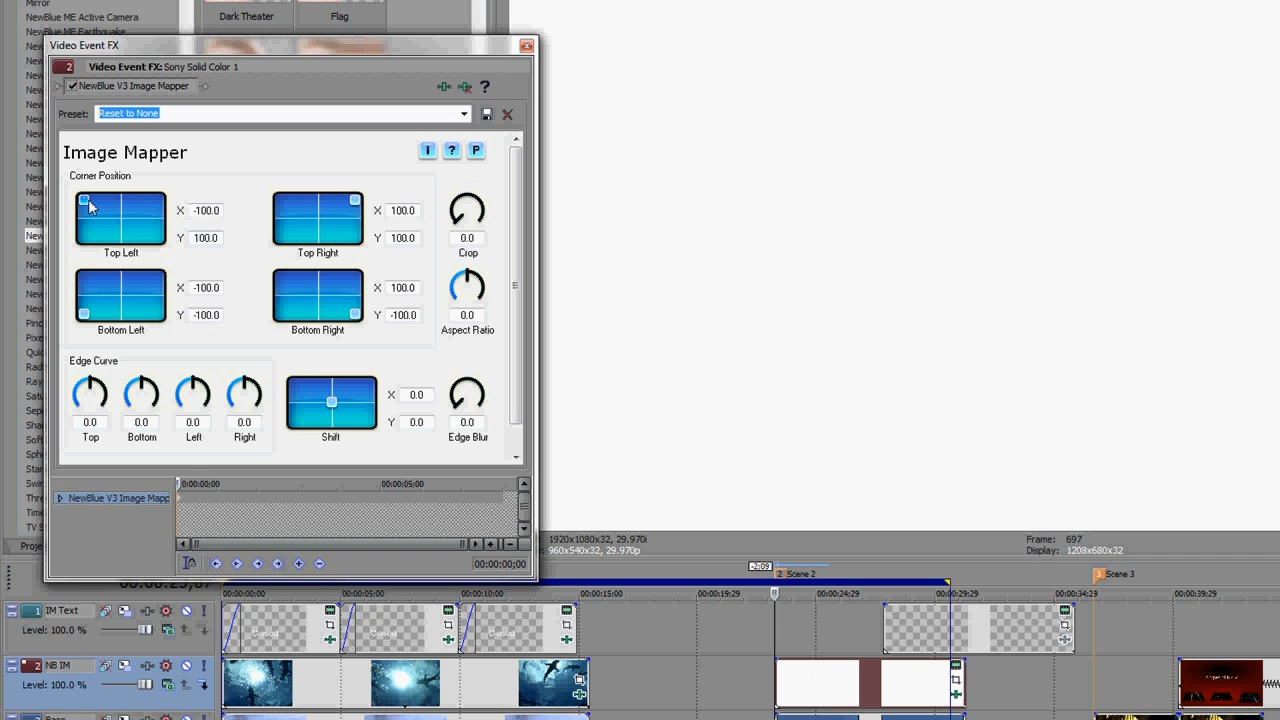 Mirror
NewBlue ME Active Camera
NewBlue ME Earthquake
Dark Theater
Flag
Video Event FX
2
Video Event FX: Sony Solid Color 1
NewBlue V3 Image Mapper
?
Preset:
Reset to None
Image Mapper
I ? P
Corner Position
X -100.0
Y 100.0
Top Left
X 100.0
Y 100.0
Top Right
0.0
Crop
X -100.0
Y -100.0
Bottom Left
X 100.0
Y -100.0
Bottom Right
0.0
Aspect Ratio
Edge Curve
0.0 0.0 0.0 0.0
Top Bottom Left Right
X 0.0
Y 0.0
Shift
0.0
Edge Blur
0:00:00;00
00:00:05;00
NewBlue V3 Image Mapp
00:00:00;00
1920x1080x32, 29.970i
960x540x32, 29.970p
Frame: 697
Display: 1208x680x32
-2:09
2 Scene 2
3 Scene 3
00:00:00:00
00:00:05:00
00:00:10:00
00:00:15:00
00:00:19:29
00:00:24:29
00:00:29:29
00:00:34:29
00:00:39:29
1 IM Text
Level: 100.0 %
2 NB IM
Level: 100.0 %